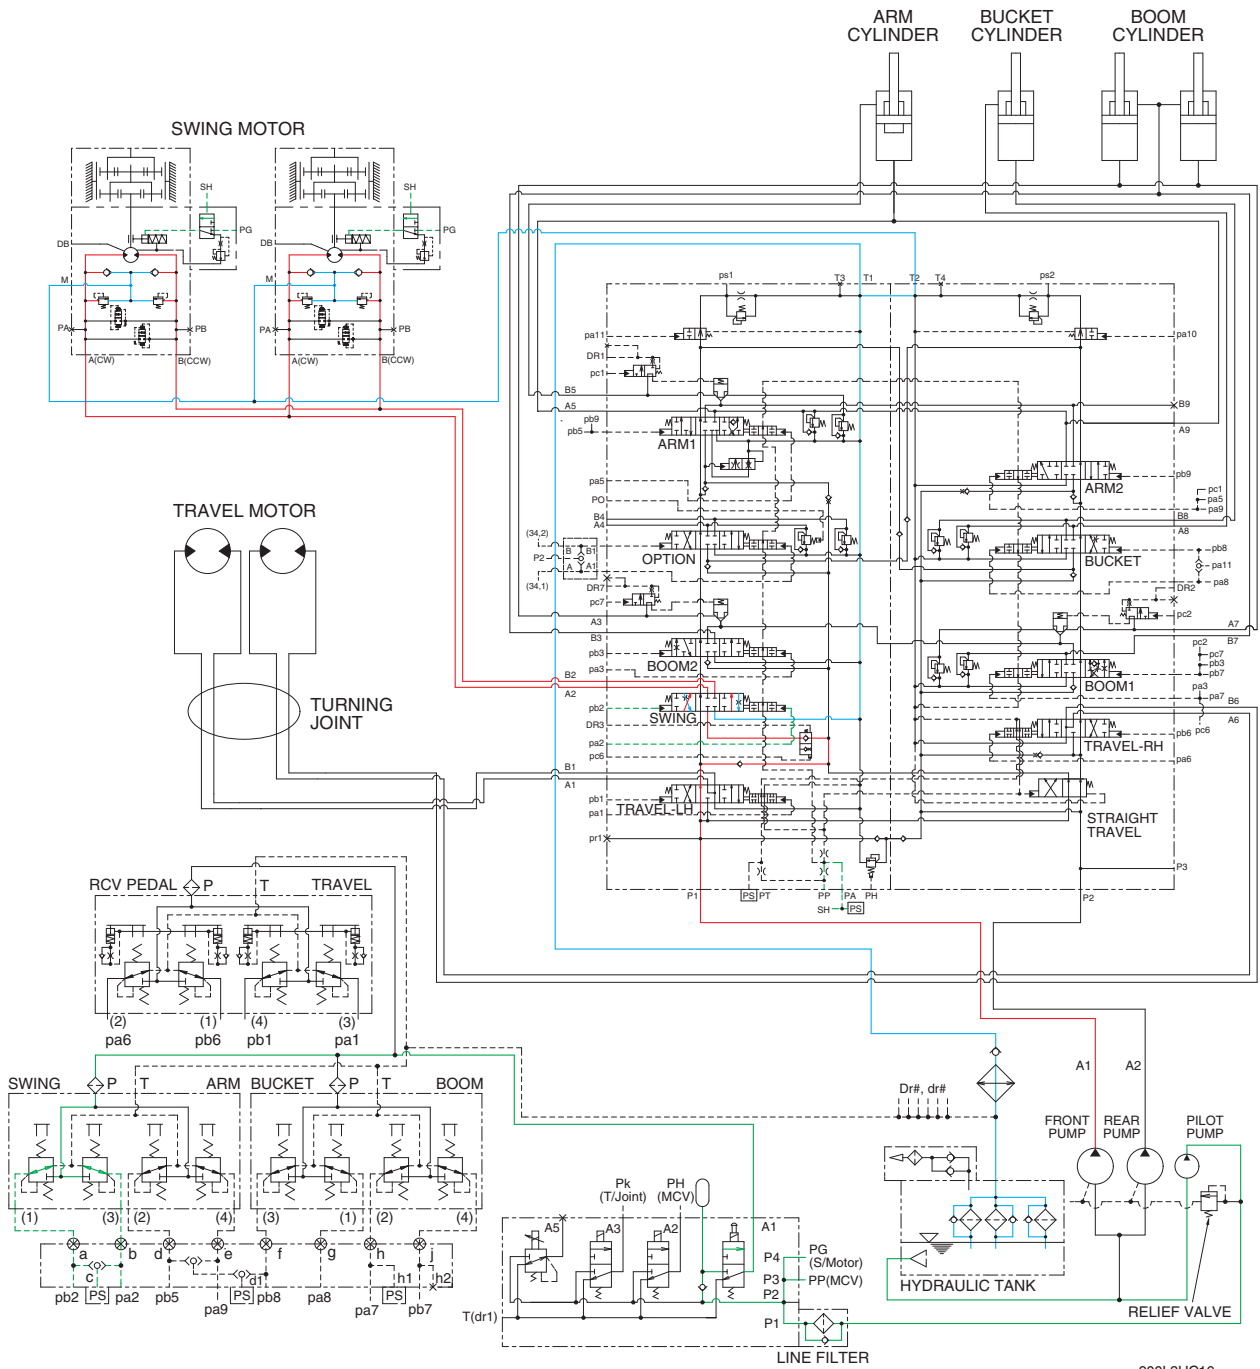 ARM CYLINDER
BUCKET CYLINDER
BOOM CYLINDER
SWING MOTOR
SH
SH
PG
PG
DB
DB
M
M
PA
PB
PA
PB
A(CW)
B(CCW)
A(CW)
B(CCW)
ps1
T3
T1
T2
T4
ps2
pa11
pa10
DR1
pc1
B5
A5
B9
A9
pb9
pb5
ARM1
ARM2
pb9
pc1
pa5
pa9
pa5
PO
B4
A4
B8
A8
(34,2)
B
B1
P2
A
A1
(34,1)
OPTION
BUCKET
pb8
pa11
pa8
DR7
pc7
DR2
pc2
A3
B3
A7
B7
pb3
pa3
BOOM2
BOOM1
pc2
pc7
pb3
pb7
pa3
pa7
pc6
B2
A2
B6
A6
pb2
SWING
DR3
pa2
pc6
TRAVEL-RH
pb6
pa6
B1
A1
pb1
pa1
TRAVEL-LH
STRAIGHT TRAVEL
pr1
P1
PS
PT
PP
PA
PH
SH
PS
P2
P3
TRAVEL MOTOR
TURNING JOINT
RCV PEDAL
P
T
TRAVEL
(2)
(1)
(4)
(3)
pa6
pb6
pb1
pa1
SWING
P
T
ARM
BUCKET
P
T
BOOM
(1)
(3)
(2)
(4)
(3)
(1)
(2)
(4)
a
b
d
e
f
g
h
j
c
d1
h1
h2
pb2
PS
pa2
pb5
pa9
PS
pb8
pa8
pa7
PS
pb7
Dr#, dr#
A1
A2
FRONT PUMP
REAR PUMP
PILOT PUMP
HYDRAULIC TANK
RELIEF VALVE
Pk (T/Joint)
PH (MCV)
A5
A3
A2
A1
P4
P3
P2
P1
PG (S/Motor)
PP(MCV)
T(dr1)
LINE FILTER